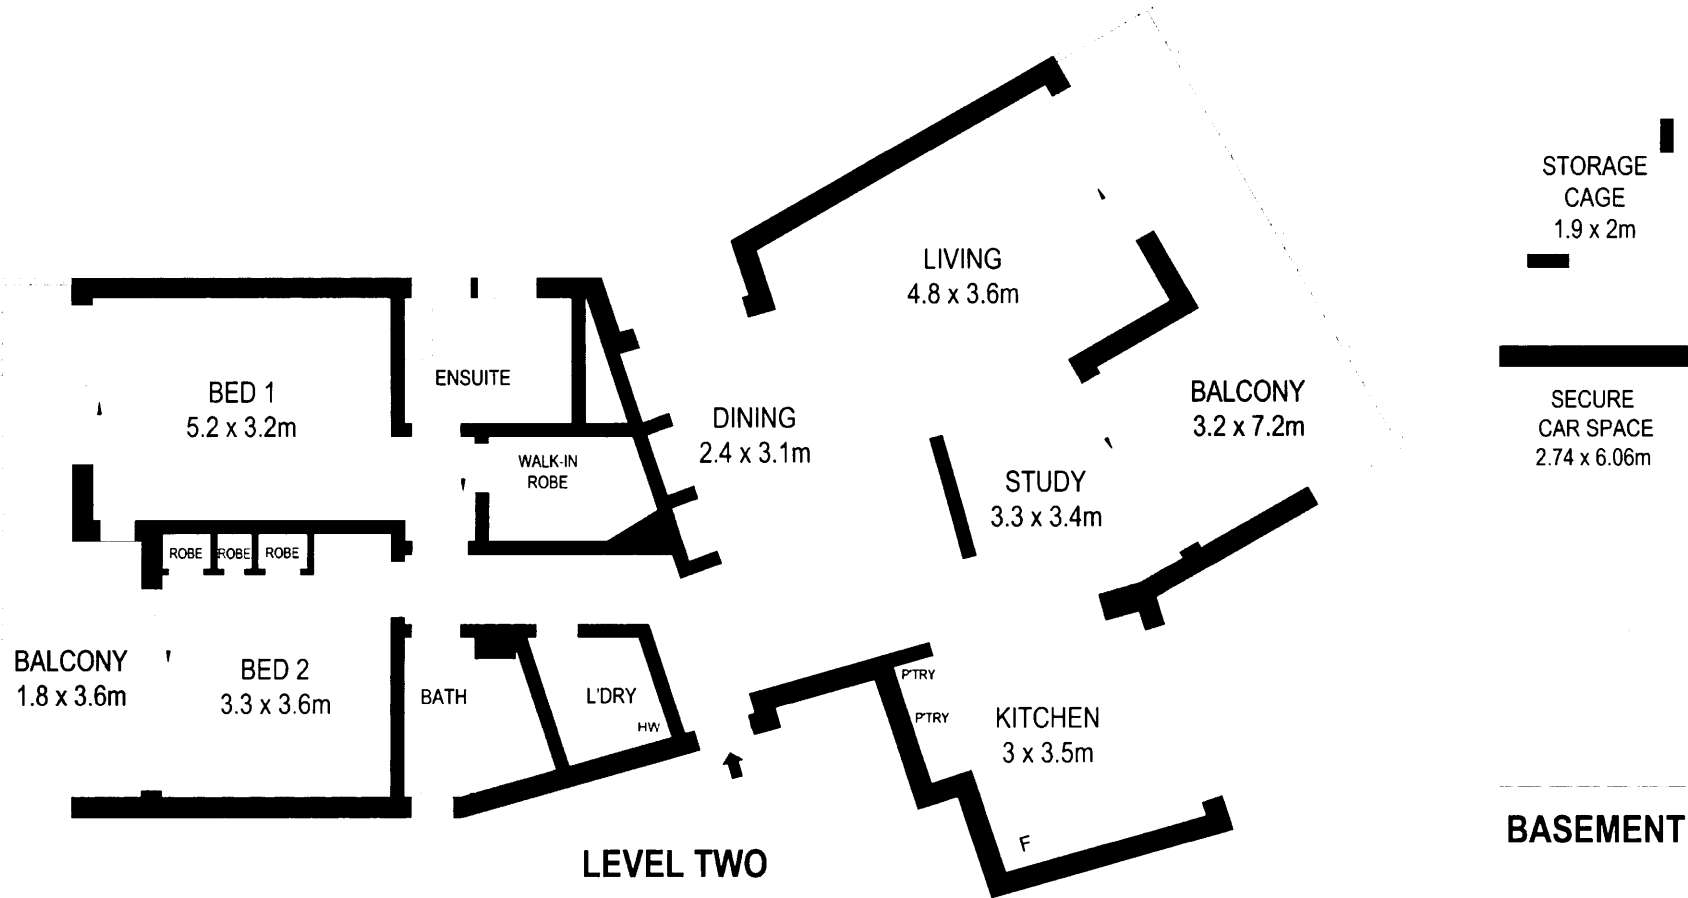 STORAGE
CAGE
1.9 x 2m
LIVING
4.8 x 3.6m
BED 1
5.2 x 3.2m
ENSUITE
DINING
2.4 x 3.1m
BALCONY
3.2 x 7.2m
SECURE
CAR SPACE
2.74 x 6.06m
WALK-IN
ROBE
STUDY
3.3 x 3.4m
ROBE
ROBE
ROBE
BALCONY
1.8 x 3.6m
BED 2
3.3 x 3.6m
BATH
L'DRY
HW
P'TRY
P'TRY
KITCHEN
3 x 3.5m
F
LEVEL TWO
BASEMENT